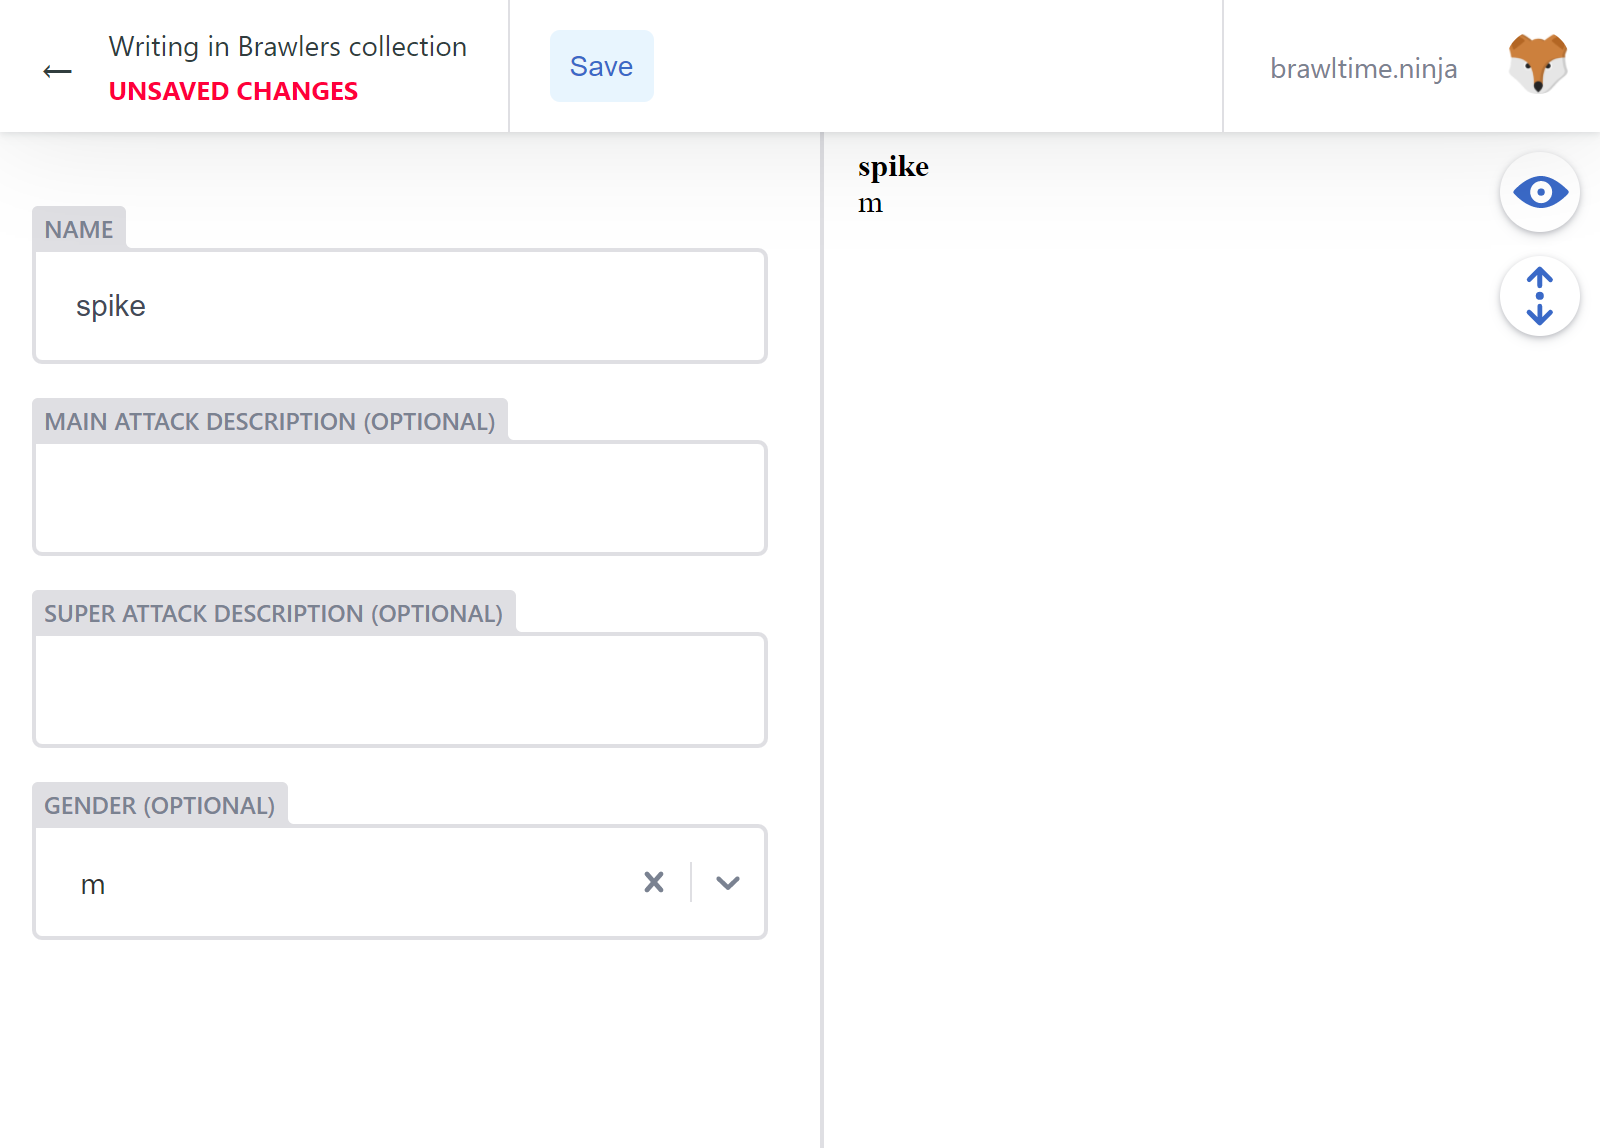 Writing in Brawlers collection
UNSAVED CHANGES
Save
brawltime.ninja
NAME
spike
MAIN ATTACK DESCRIPTION (OPTIONAL)
SUPER ATTACK DESCRIPTION (OPTIONAL)
GENDER (OPTIONAL)
m
spike
m